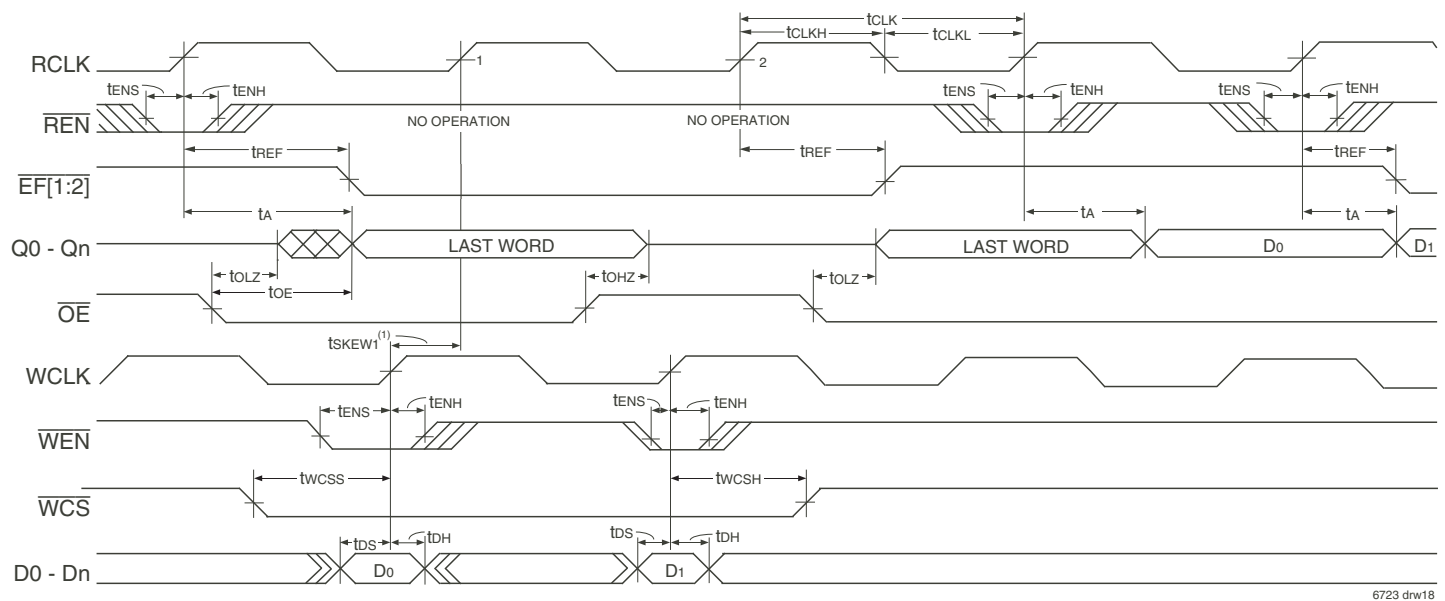 tCLK
tCLKH
tCLKL
RCLK
1
2
tENS
tENH
tENS
tENH
tENS
tENH
REN
NO OPERATION
NO OPERATION
tREF
tREF
tREF
EF[1:2]
tA
tA
tA
Q0 - Qn
LAST WORD
LAST WORD
D0
D1
tOLZ
tOHZ
tOLZ
tOE
OE
tSKEW1(1)
WCLK
tENS
tENH
tENS
tENH
WEN
tWCSS
tWCSH
WCS
tDS
tDH
tDS
tDH
D0 - Dn
D0
D1
6723 drw18